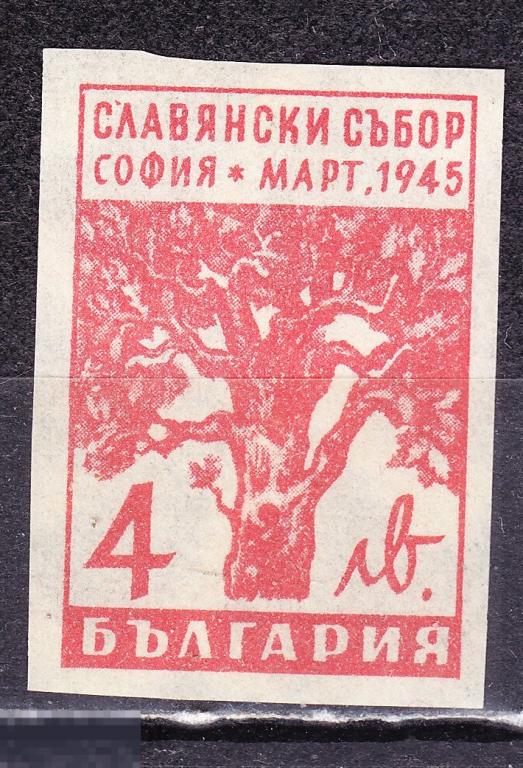 СЛАВЯНСКИ СЪБОР
СОФИЯ * МАРТ, 1945
4 лв.
БЪЛГАРИЯ